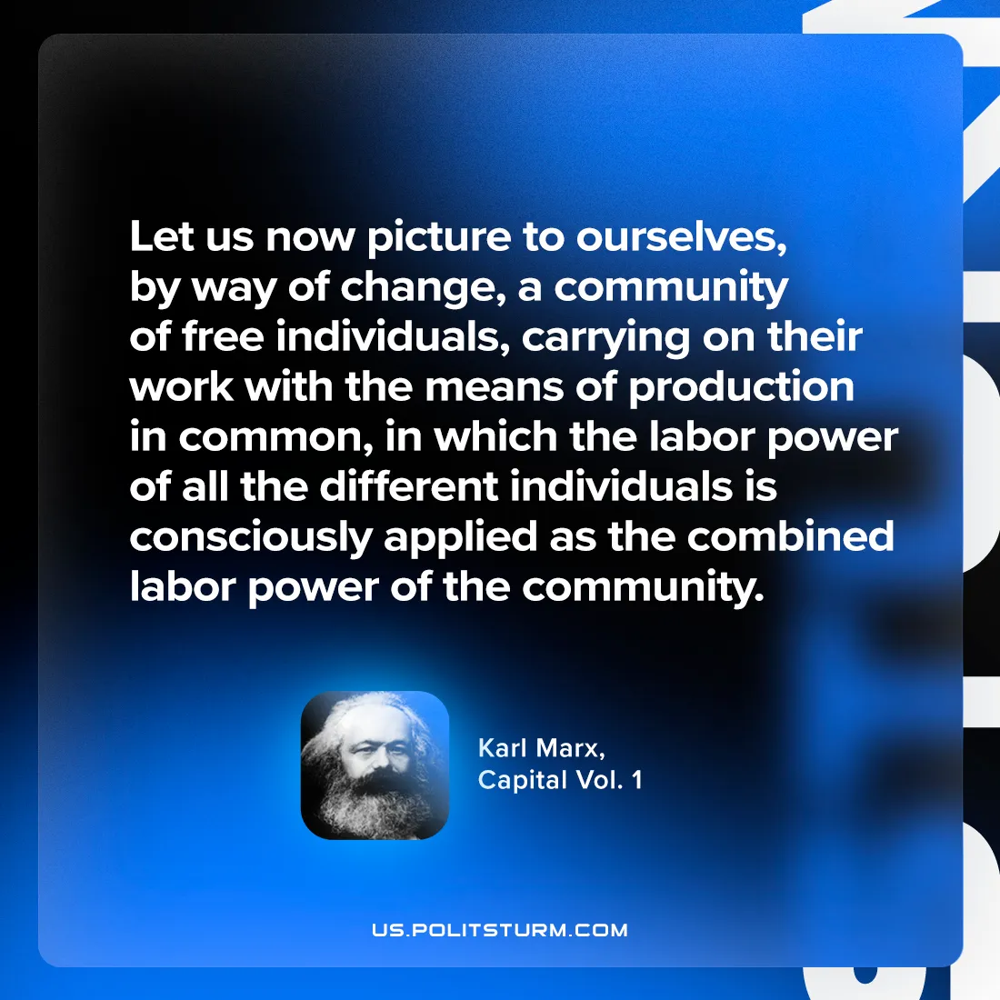 Let us now picture to ourselves,
by way of change, a community
of free individuals, carrying on their
work with the means of production
in common, in which the labor power
of all the different individuals is
consciously applied as the combined
labor power of the community.
Karl Marx,
Capital Vol. 1
US.POLITSTURM.COM